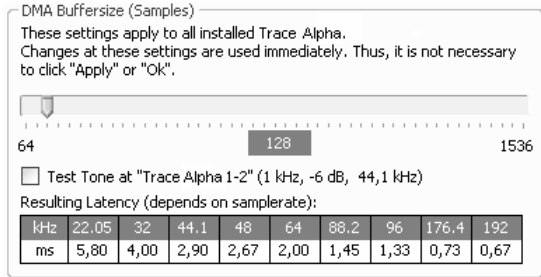 DMA Buffersize (Samples)
These settings apply to all installed Trace Alpha.
Changes at these settings are used immediately. Thus, it is not necessary
to click "Apply" or "Ok".
64 128 1536
Test Tone at "Trace Alpha 1-2" (1 kHz, -6 dB, 44,1 kHz)
Resulting Latency (depends on samplerate):
kHz 22.05 32 44.1 48 64 88.2 96 176.4 192
ms 5,80 4,00 2,90 2,67 2,00 1,45 1,33 0,73 0,67